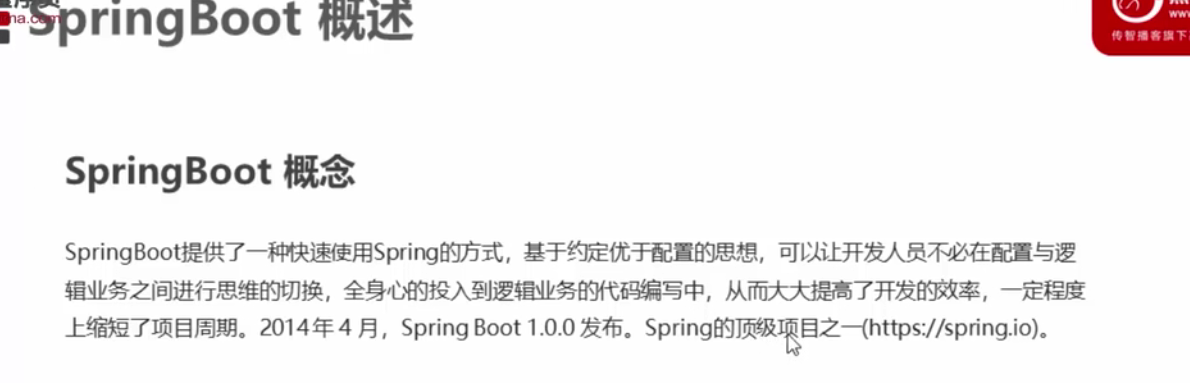 SpringBoot 概述
传智播客旗下
SpringBoot 概念
SpringBoot提供了一种快速使用Spring的方式，基于约定优于配置的思想，可以让开发人员不必在配置与逻
辑业务之间进行思维的切换，全身心的投入到逻辑业务的代码编写中，从而大大提高了开发的效率，一定程度
上缩短了项目周期。2014年 4 月，Spring Boot 1.0.0 发布。Spring的顶级项目之一(https://spring.io)。